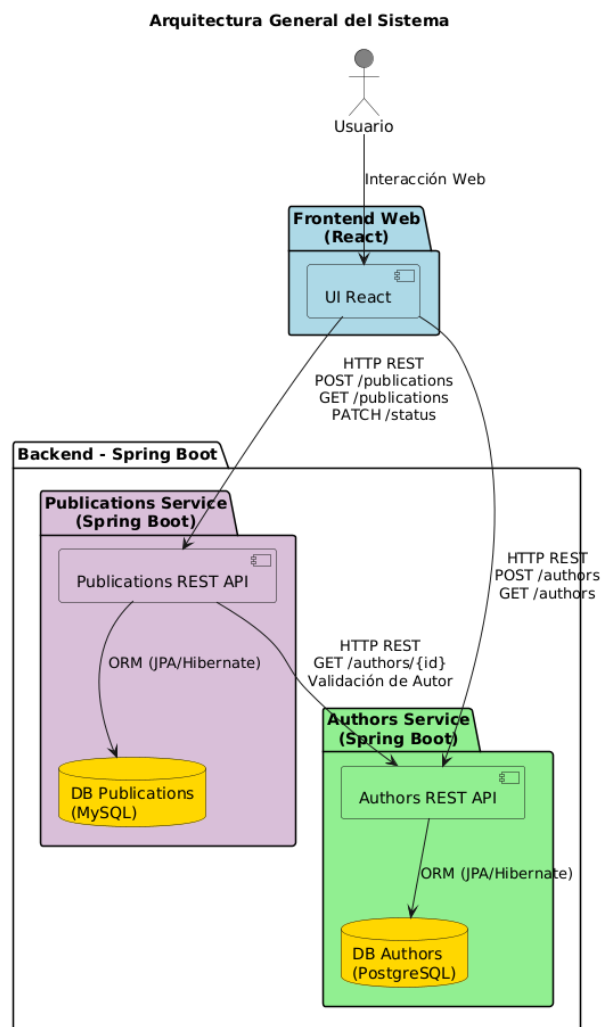 Arquitectura General del Sistema
Usuario
Interacción Web
Frontend Web
(React)
UI React
HTTP REST
POST /publications
GET /publications
PATCH /status
Backend - Spring Boot
Publications Service
(Spring Boot)
Publications REST API
HTTP REST
POST /authors
GET /authors
ORM (JPA/Hibernate)
HTTP REST
GET /authors/{id}
Validación de Autor
Authors Service
(Spring Boot)
DB Publications
(MySQL)
Authors REST API
ORM (JPA/Hibernate)
DB Authors
(PostgreSQL)